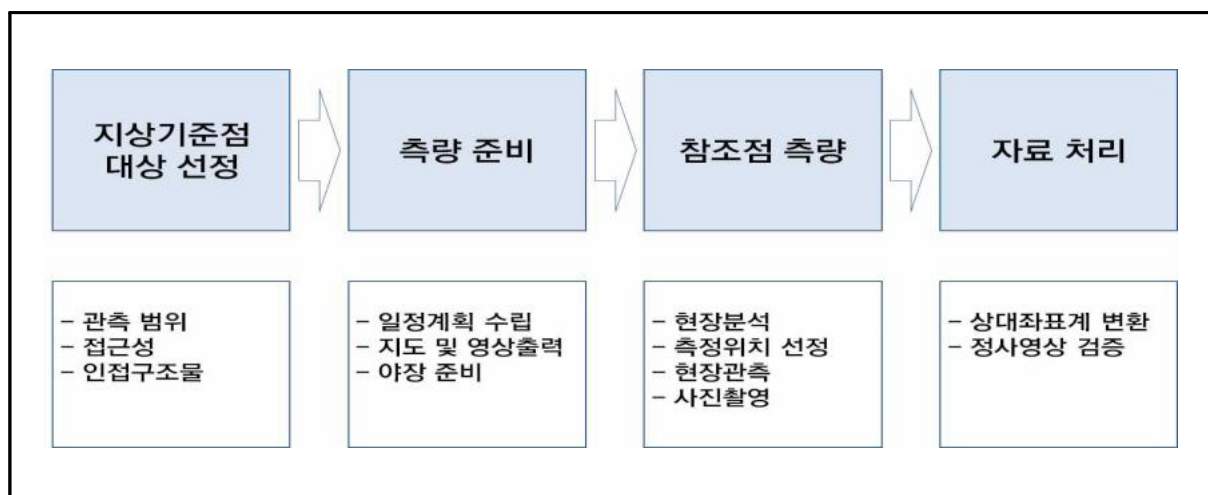 지상기준점
대상 선정
측량 준비
참조점 측량
자료 처리
- 관측 범위
- 접근성
- 인접구조물
- 일정계획 수립
- 지도 및 영상출력
- 야장 준비
- 현장분석
- 측정위치 선정
- 현장관측
- 사진촬영
- 상대좌표계 변환
- 정사영상 검증